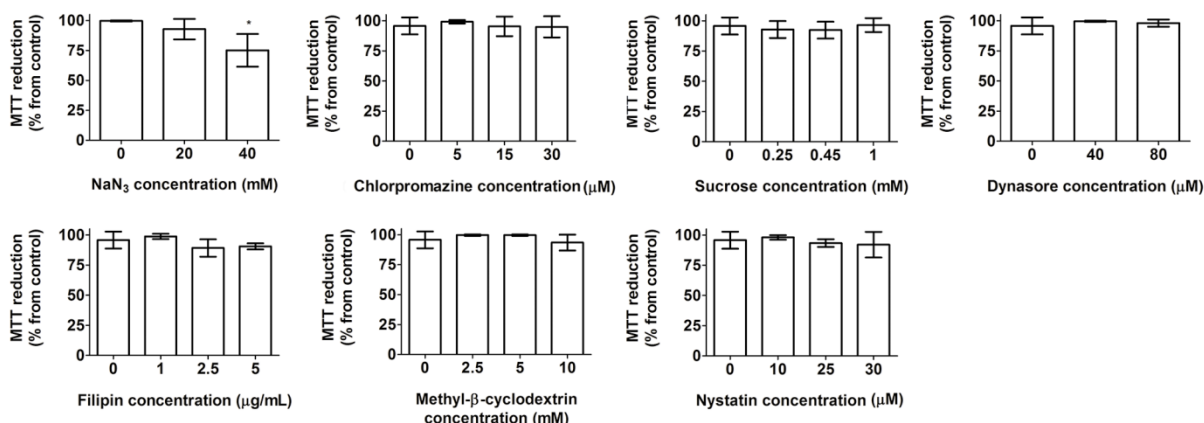 MTT reduction
(% from control)
100
75
50
25
0
*
0 20 40
NaN₃ concentration (mM)
MTT reduction
(% from control)
100
75
50
25
0
0 5 15 30
Chlorpromazine concentration (μM)
MTT reduction
(% from control)
100
75
50
25
0
0 0.25 0.45 1
Sucrose concentration (mM)
MTT reduction
(% from control)
100
75
50
25
0
0 40 80
Dynasore concentration (μM)
MTT reduction
(% from control)
100
75
50
25
0
0 1 2.5 5
Filipin concentration (μg/mL)
MTT reduction
(% from control)
100
75
50
25
0
0 2.5 5 10
Methyl-β-cyclodextrin
concentration (mM)
MTT reduction
(% from control)
100
75
50
25
0
0 10 25 30
Nystatin concentration (μM)